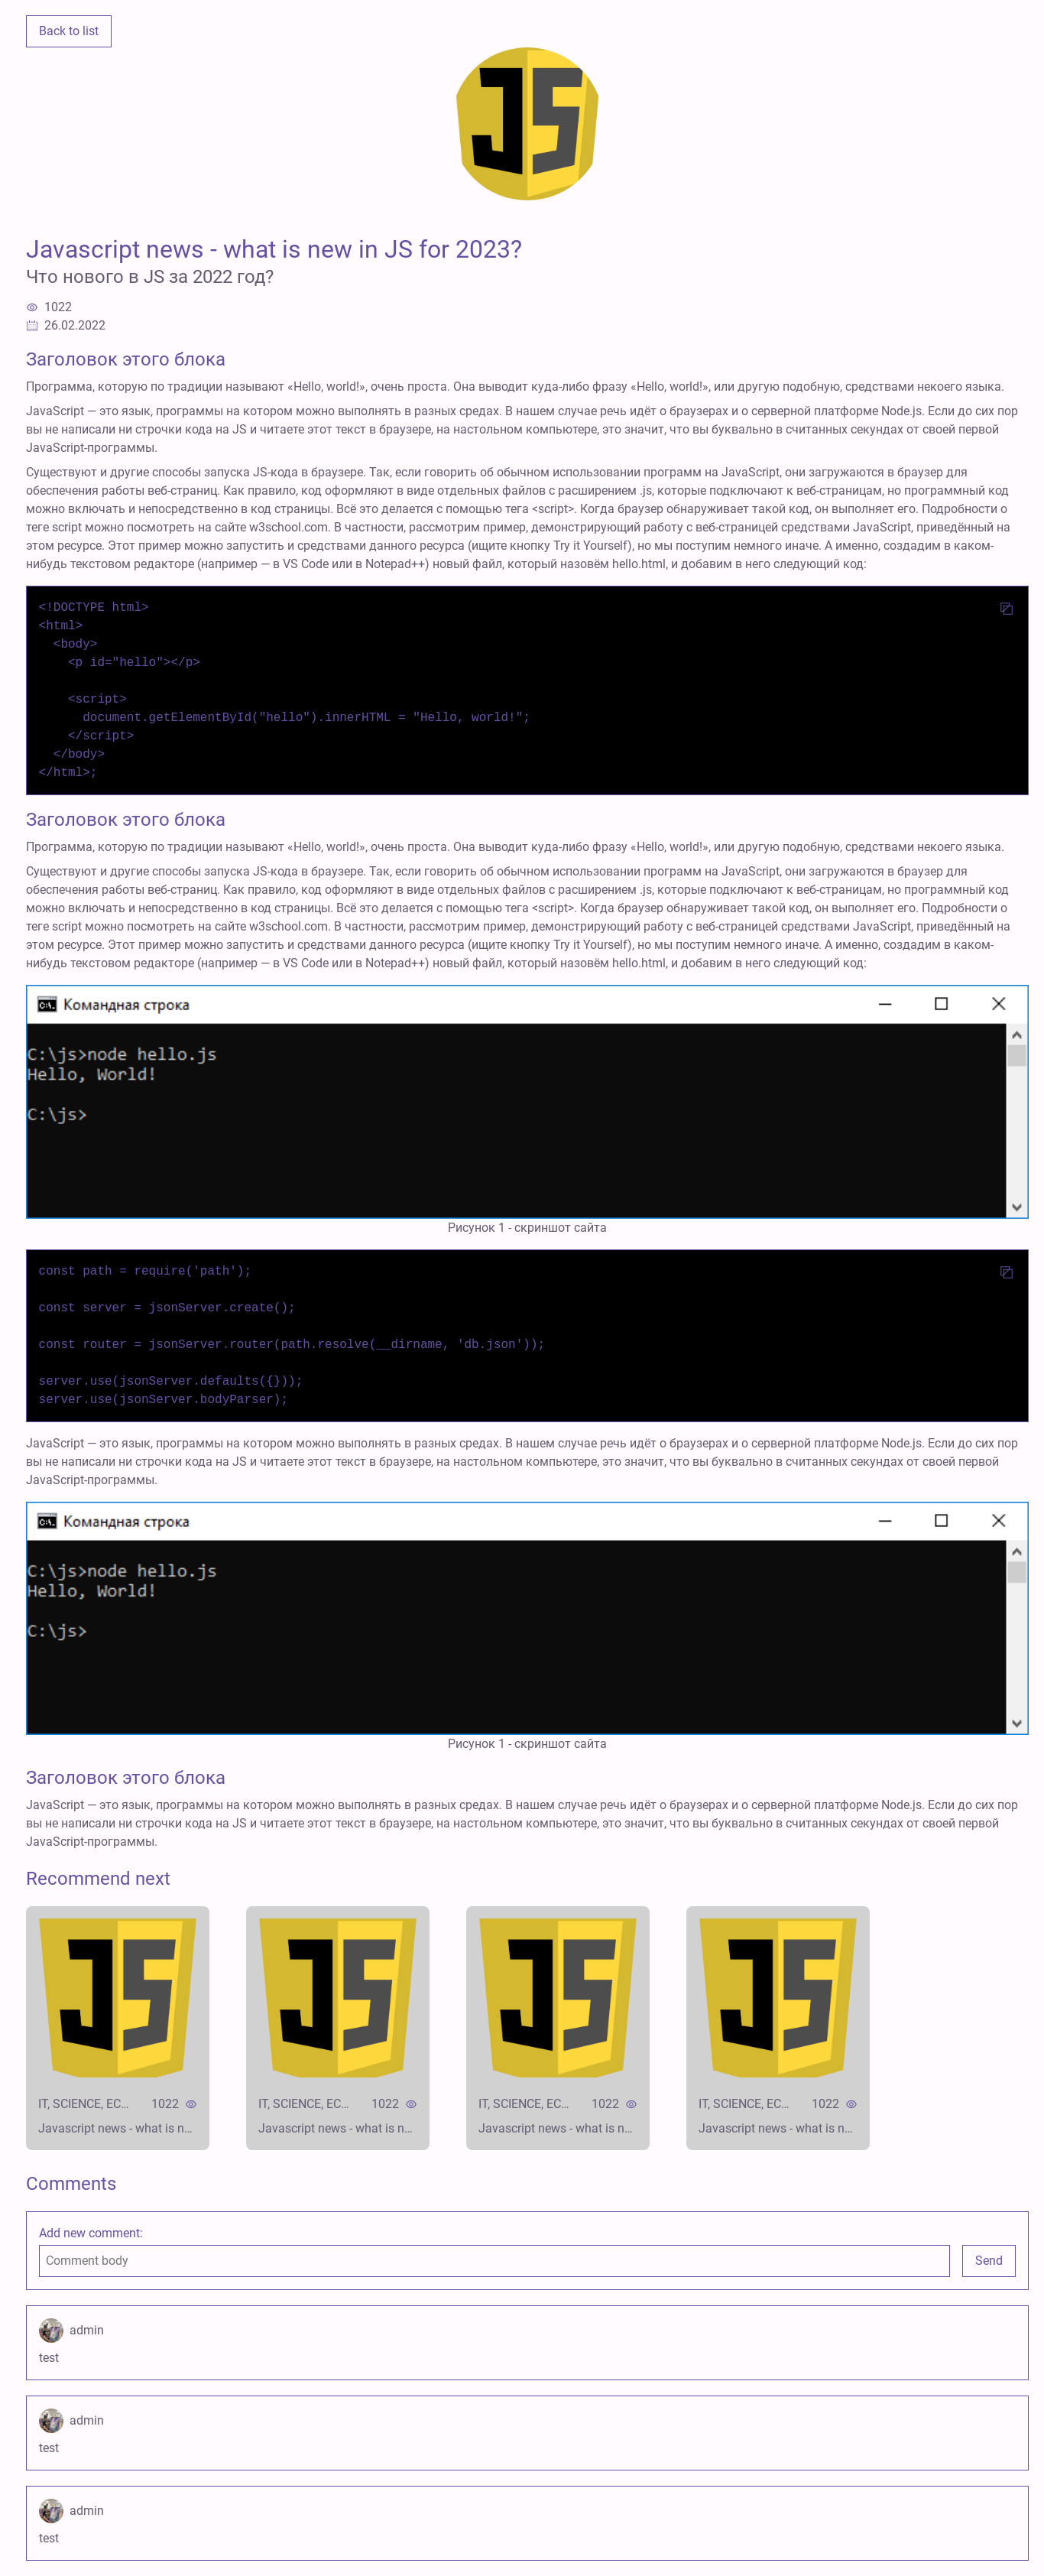 Back to list
JS
Javascript news - what is new in JS for 2023?
Что нового в JS за 2022 год?
1022
26.02.2022
Заголовок этого блока
Программа, которую по традиции называют «Hello, world!», очень проста. Она выводит куда-либо фразу «Hello, world!», или другую подобную, средствами некоего языка.
JavaScript — это язык, программы на котором можно выполнять в разных средах. В нашем случае речь идёт о браузерах и о серверной платформе Node.js. Если до сих пор
вы не написали ни строчки кода на JS и читаете этот текст в браузере, на настольном компьютере, это значит, что вы буквально в считанных секундах от своей первой
JavaScript-программы.
Существуют и другие способы запуска JS-кода в браузере. Так, если говорить об обычном использовании программ на JavaScript, они загружаются в браузер для
обеспечения работы веб-страниц. Как правило, код оформляют в виде отдельных файлов с расширением .js, которые подключают к веб-страницам, но программный код
можно включать и непосредственно в код страницы. Всё это делается с помощью тега <script>. Когда браузер обнаруживает такой код, он выполняет его. Подробности о
теге script можно посмотреть на сайте w3school.com. В частности, рассмотрим пример, демонстрирующий работу с веб-страницей средствами JavaScript, приведённый на
этом ресурсе. Этот пример можно запустить и средствами данного ресурса (ищите кнопку Try it Yourself), но мы поступим немного иначе. А именно, создадим в каком-
нибудь текстовом редакторе (например — в VS Code или в Notepad++) новый файл, который назовём hello.html, и добавим в него следующий код:
<!DOCTYPE html>
<html>
  <body>
    <p id="hello"></p>
    <script>
      document.getElementById("hello").innerHTML = "Hello, world!";
    </script>
  </body>
</html>;
Заголовок этого блока
Программа, которую по традиции называют «Hello, world!», очень проста. Она выводит куда-либо фразу «Hello, world!», или другую подобную, средствами некоего языка.
Существуют и другие способы запуска JS-кода в браузере. Так, если говорить об обычном использовании программ на JavaScript, они загружаются в браузер для
обеспечения работы веб-страниц. Как правило, код оформляют в виде отдельных файлов с расширением .js, которые подключают к веб-страницам, но программный код
можно включать и непосредственно в код страницы. Всё это делается с помощью тега <script>. Когда браузер обнаруживает такой код, он выполняет его. Подробности о
теге script можно посмотреть на сайте w3school.com. В частности, рассмотрим пример, демонстрирующий работу с веб-страницей средствами JavaScript, приведённый на
этом ресурсе. Этот пример можно запустить и средствами данного ресурса (ищите кнопку Try it Yourself), но мы поступим немного иначе. А именно, создадим в каком-
нибудь текстовом редакторе (например — в VS Code или в Notepad++) новый файл, который назовём hello.html, и добавим в него следующий код:
Командная строка
C:\js>node hello.js
Hello, World!
C:\js>
Рисунок 1 - скриншот сайта
const path = require('path');
const server = jsonServer.create();
const router = jsonServer.router(path.resolve(__dirname, 'db.json'));
server.use(jsonServer.defaults({}));
server.use(jsonServer.bodyParser);
JavaScript — это язык, программы на котором можно выполнять в разных средах. В нашем случае речь идёт о браузерах и о серверной платформе Node.js. Если до сих пор
вы не написали ни строчки кода на JS и читаете этот текст в браузере, на настольном компьютере, это значит, что вы буквально в считанных секундах от своей первой
JavaScript-программы.
Командная строка
C:\js>node hello.js
Hello, World!
C:\js>
Рисунок 1 - скриншот сайта
Заголовок этого блока
JavaScript — это язык, программы на котором можно выполнять в разных средах. В нашем случае речь идёт о браузерах и о серверной платформе Node.js. Если до сих пор
вы не написали ни строчки кода на JS и читаете этот текст в браузере, на настольном компьютере, это значит, что вы буквально в считанных секундах от своей первой
JavaScript-программы.
Recommend next
JS JS JS JS
IT, SCIENCE, EC... 1022 IT, SCIENCE, EC... 1022 IT, SCIENCE, EC... 1022 IT, SCIENCE, EC... 1022
Javascript news - what is n... Javascript news - what is n... Javascript news - what is n... Javascript news - what is n...
Comments
Add new comment:
Comment body Send
admin
test
admin
test
admin
test